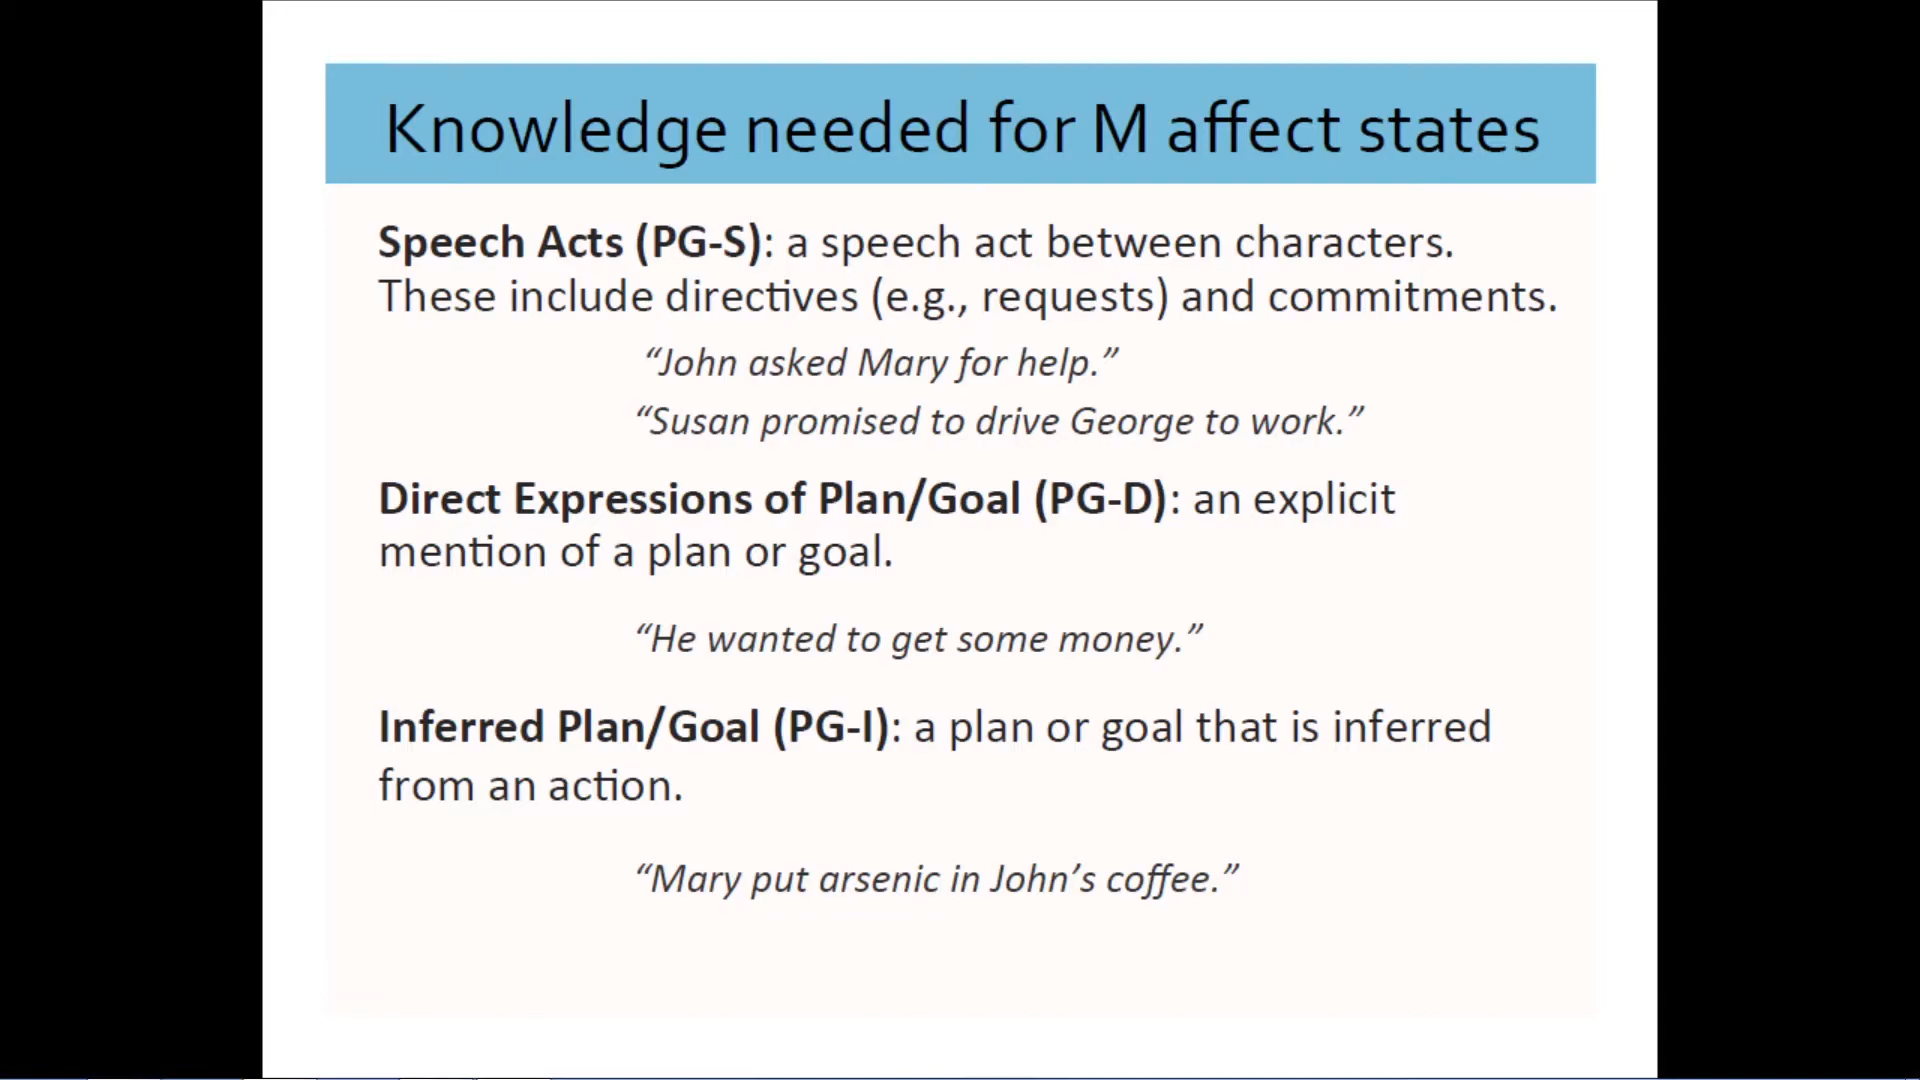 Knowledge needed for M affect states
Speech Acts (PG-S): a speech act between characters.
These include directives (e.g., requests) and commitments.
“John asked Mary for help.”
“Susan promised to drive George to work.”
Direct Expressions of Plan/Goal (PG-D): an explicit
mention of a plan or goal.
“He wanted to get some money.”
Inferred Plan/Goal (PG-I): a plan or goal that is inferred
from an action.
“Mary put arsenic in John’s coffee.”